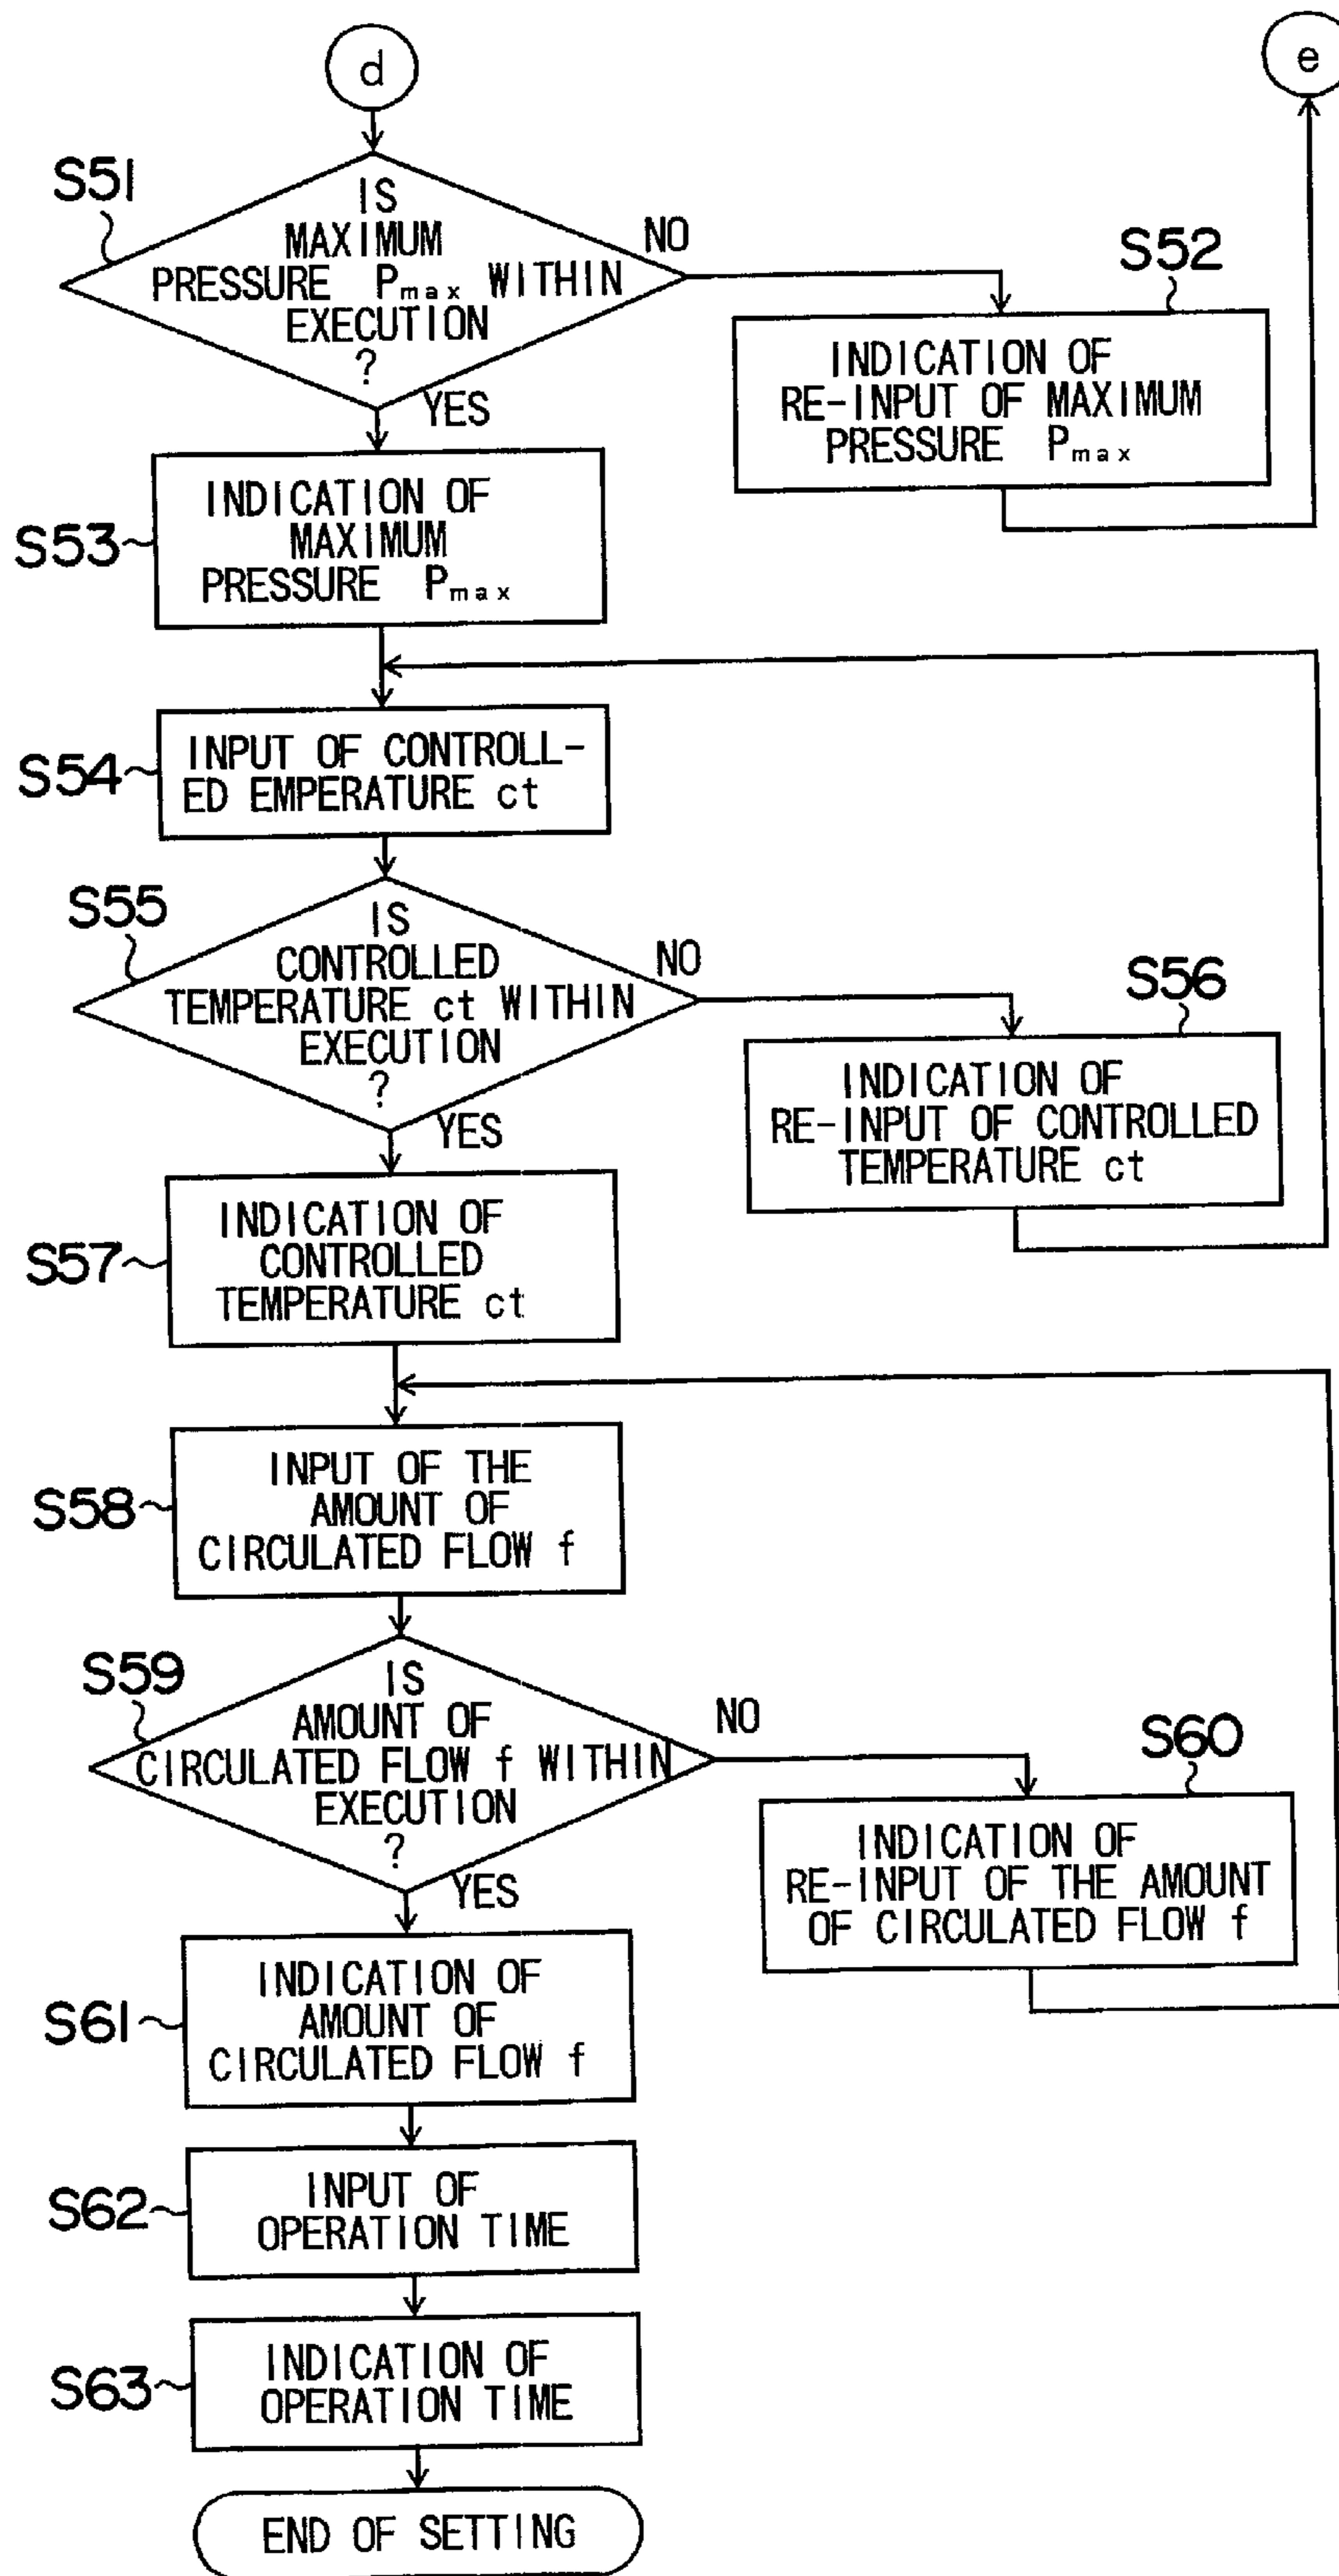 d
e
S51
IS
MAXIMUM
PRESSURE Pmax WITHIN
EXECUTION
?
NO
YES
S52
INDICATION OF
RE-INPUT OF MAXIMUM
PRESSURE Pmax
S53
INDICATION OF
MAXIMUM
PRESSURE Pmax
S54
INPUT OF CONTROLL-
ED EMPERATURE ct
S55
IS
CONTROLLED
TEMPERATURE ct WITHIN
EXECUTION
?
NO
YES
S56
INDICATION OF
RE-INPUT OF CONTROLLED
TEMPERATURE ct
S57
INDICATION OF
CONTROLLED
TEMPERATURE ct
S58
INPUT OF THE
AMOUNT OF
CIRCULATED FLOW f
S59
IS
AMOUNT OF
CIRCULATED FLOW f WITHIN
EXECUTION
?
NO
YES
S60
INDICATION OF
RE-INPUT OF THE AMOUNT
OF CIRCULATED FLOW f
S61
INDICATION OF
AMOUNT OF
CIRCULATED FLOW f
S62
INPUT OF
OPERATION TIME
S63
INDICATION OF
OPERATION TIME
END OF SETTING